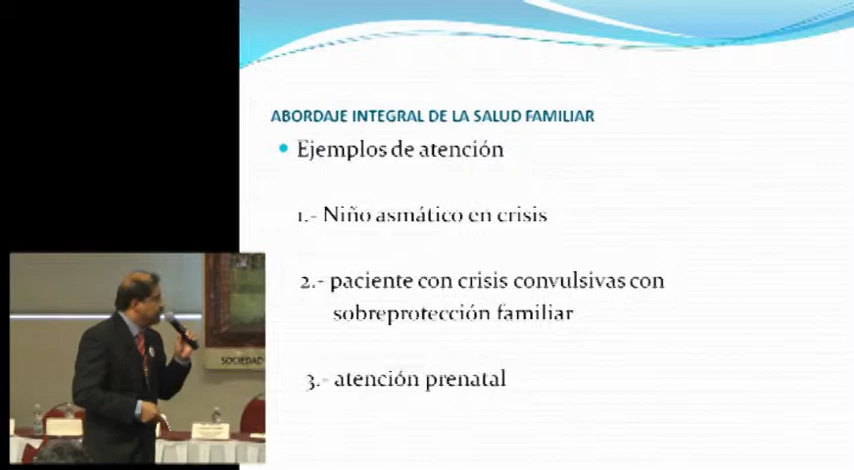 ABORDAJE INTEGRAL DE LA SALUD FAMILIAR
• Ejemplos de atención
1.- Niño asmático en crisis
2.- paciente con crisis convulsivas con
sobreprotección familiar
3.- atención prenatal
SOCIEDAD